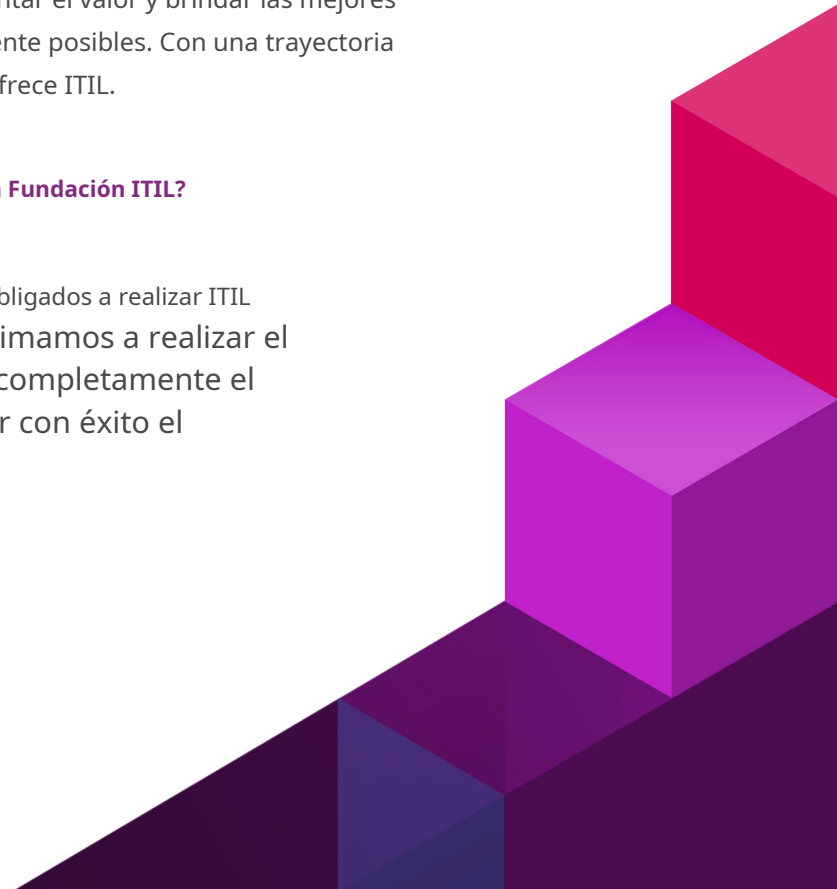 ntar el valor y brindar las mejores
ente posibles. Con una trayectoria
frece ITIL.
Fundación ITIL?
bligados a realizar ITIL
imamos a realizar el
completamente el
r con éxito el